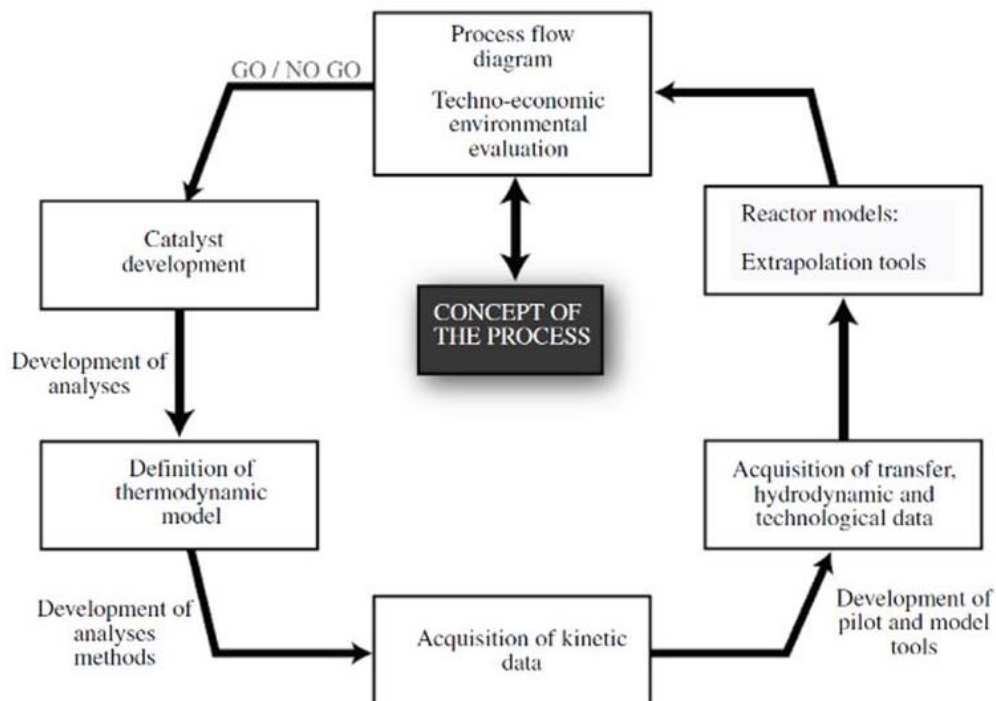 Process flow
diagram
Techno-economic
environmental
evaluation
GO / NO GO
Catalyst
development
Reactor models:
Extrapolation tools
CONCEPT OF
THE PROCESS
Development of
analyses
Definition of
thermodynamic
model
Acquisition of transfer,
hydrodynamic and
technological data
Development of
analyses
methods
Acquisition of kinetic
data
Development of
pilot and model
tools